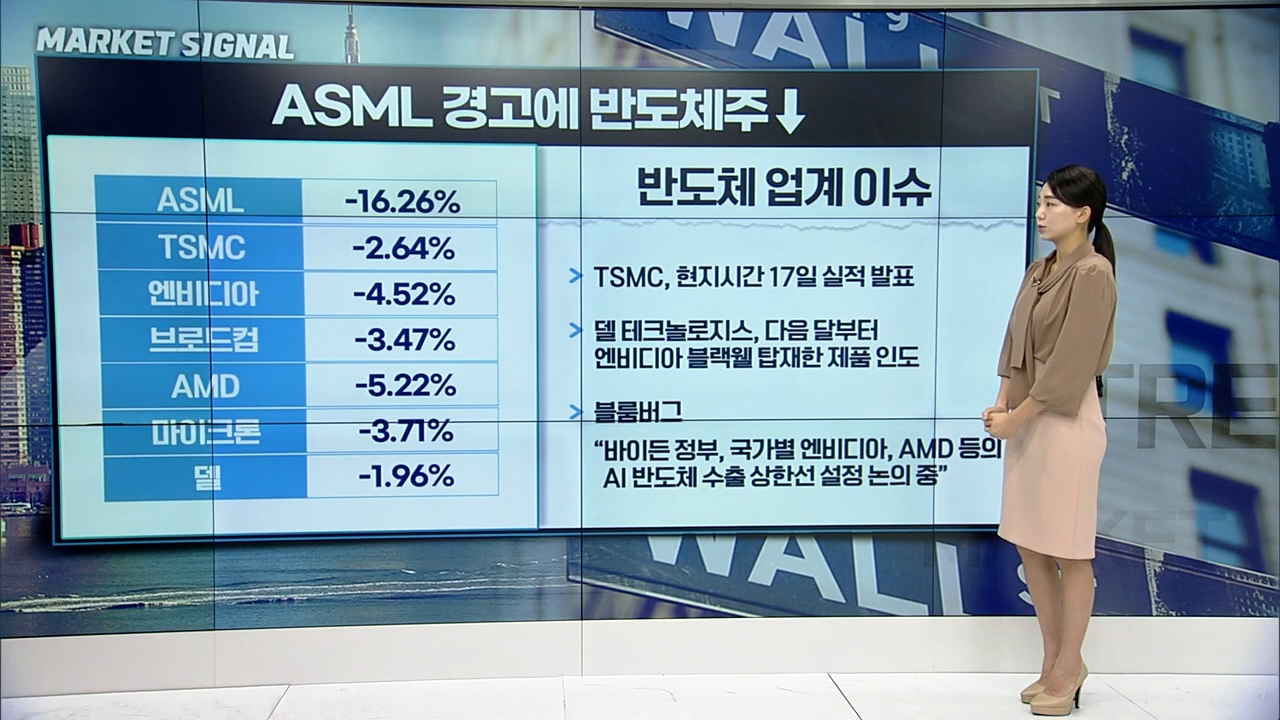 MARKET SIGNAL
ASML 경고에 반도체주↓
ASML -16.26%
TSMC -2.64%
엔비디아 -4.52%
브로드컴 -3.47%
AMD -5.22%
마이크론 -3.71%
델 -1.96%
반도체 업계 이슈
> TSMC, 현지시간 17일 실적 발표
> 델 테크놀로지스, 다음 달부터
엔비디아 블랙웰 탑재한 제품 인도
> 블룸버그
“바이든 정부, 국가별 엔비디아, AMD 등의
AI 반도체 수출 상한선 설정 논의 중”
WALL
T
TRE
KET
WALL